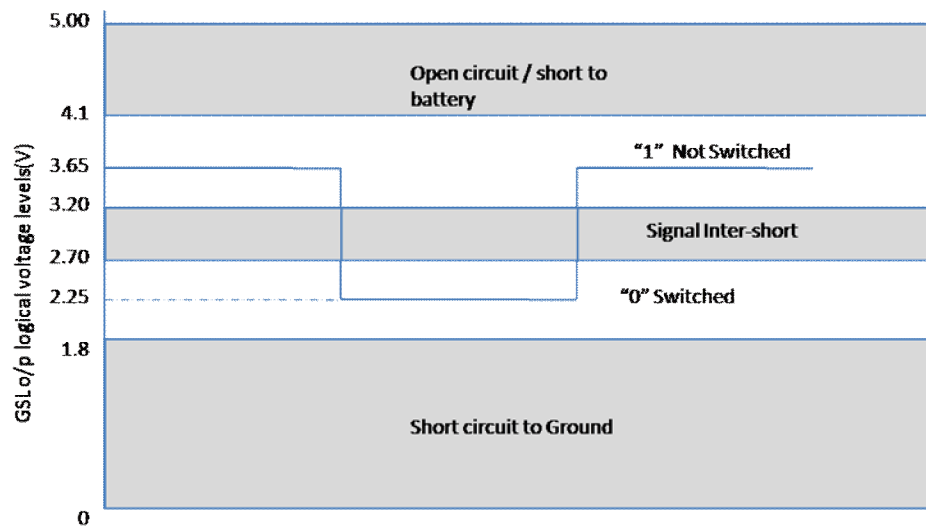 5.00
Open circuit / short to
battery
4.1
"1" Not Switched
3.65
3.20
Signal Inter-short
2.70
2.25
"0" Switched
1.8
Short circuit to Ground
0
GSL o/p logical voltage levels(V)